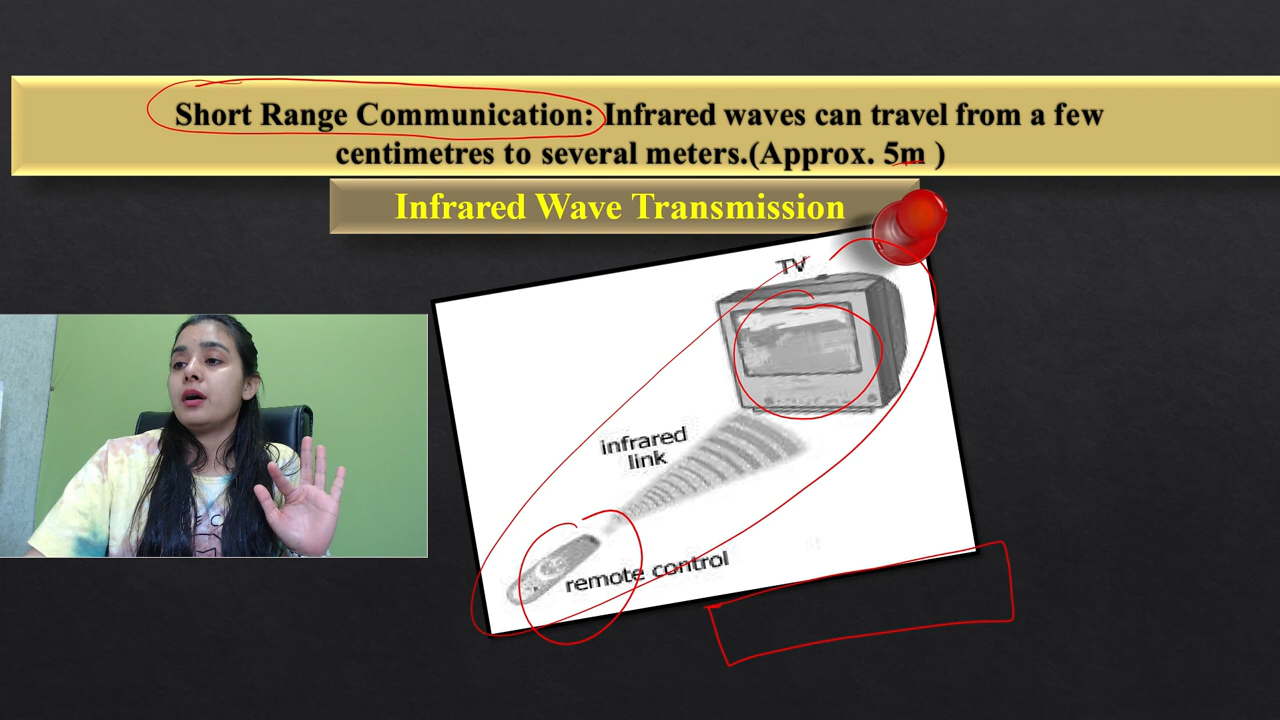 Short Range Communication: Infrared waves can travel from a few
centimetres to several meters.(Approx. 5m )
Infrared Wave Transmission
TV
infrared
link
remote control